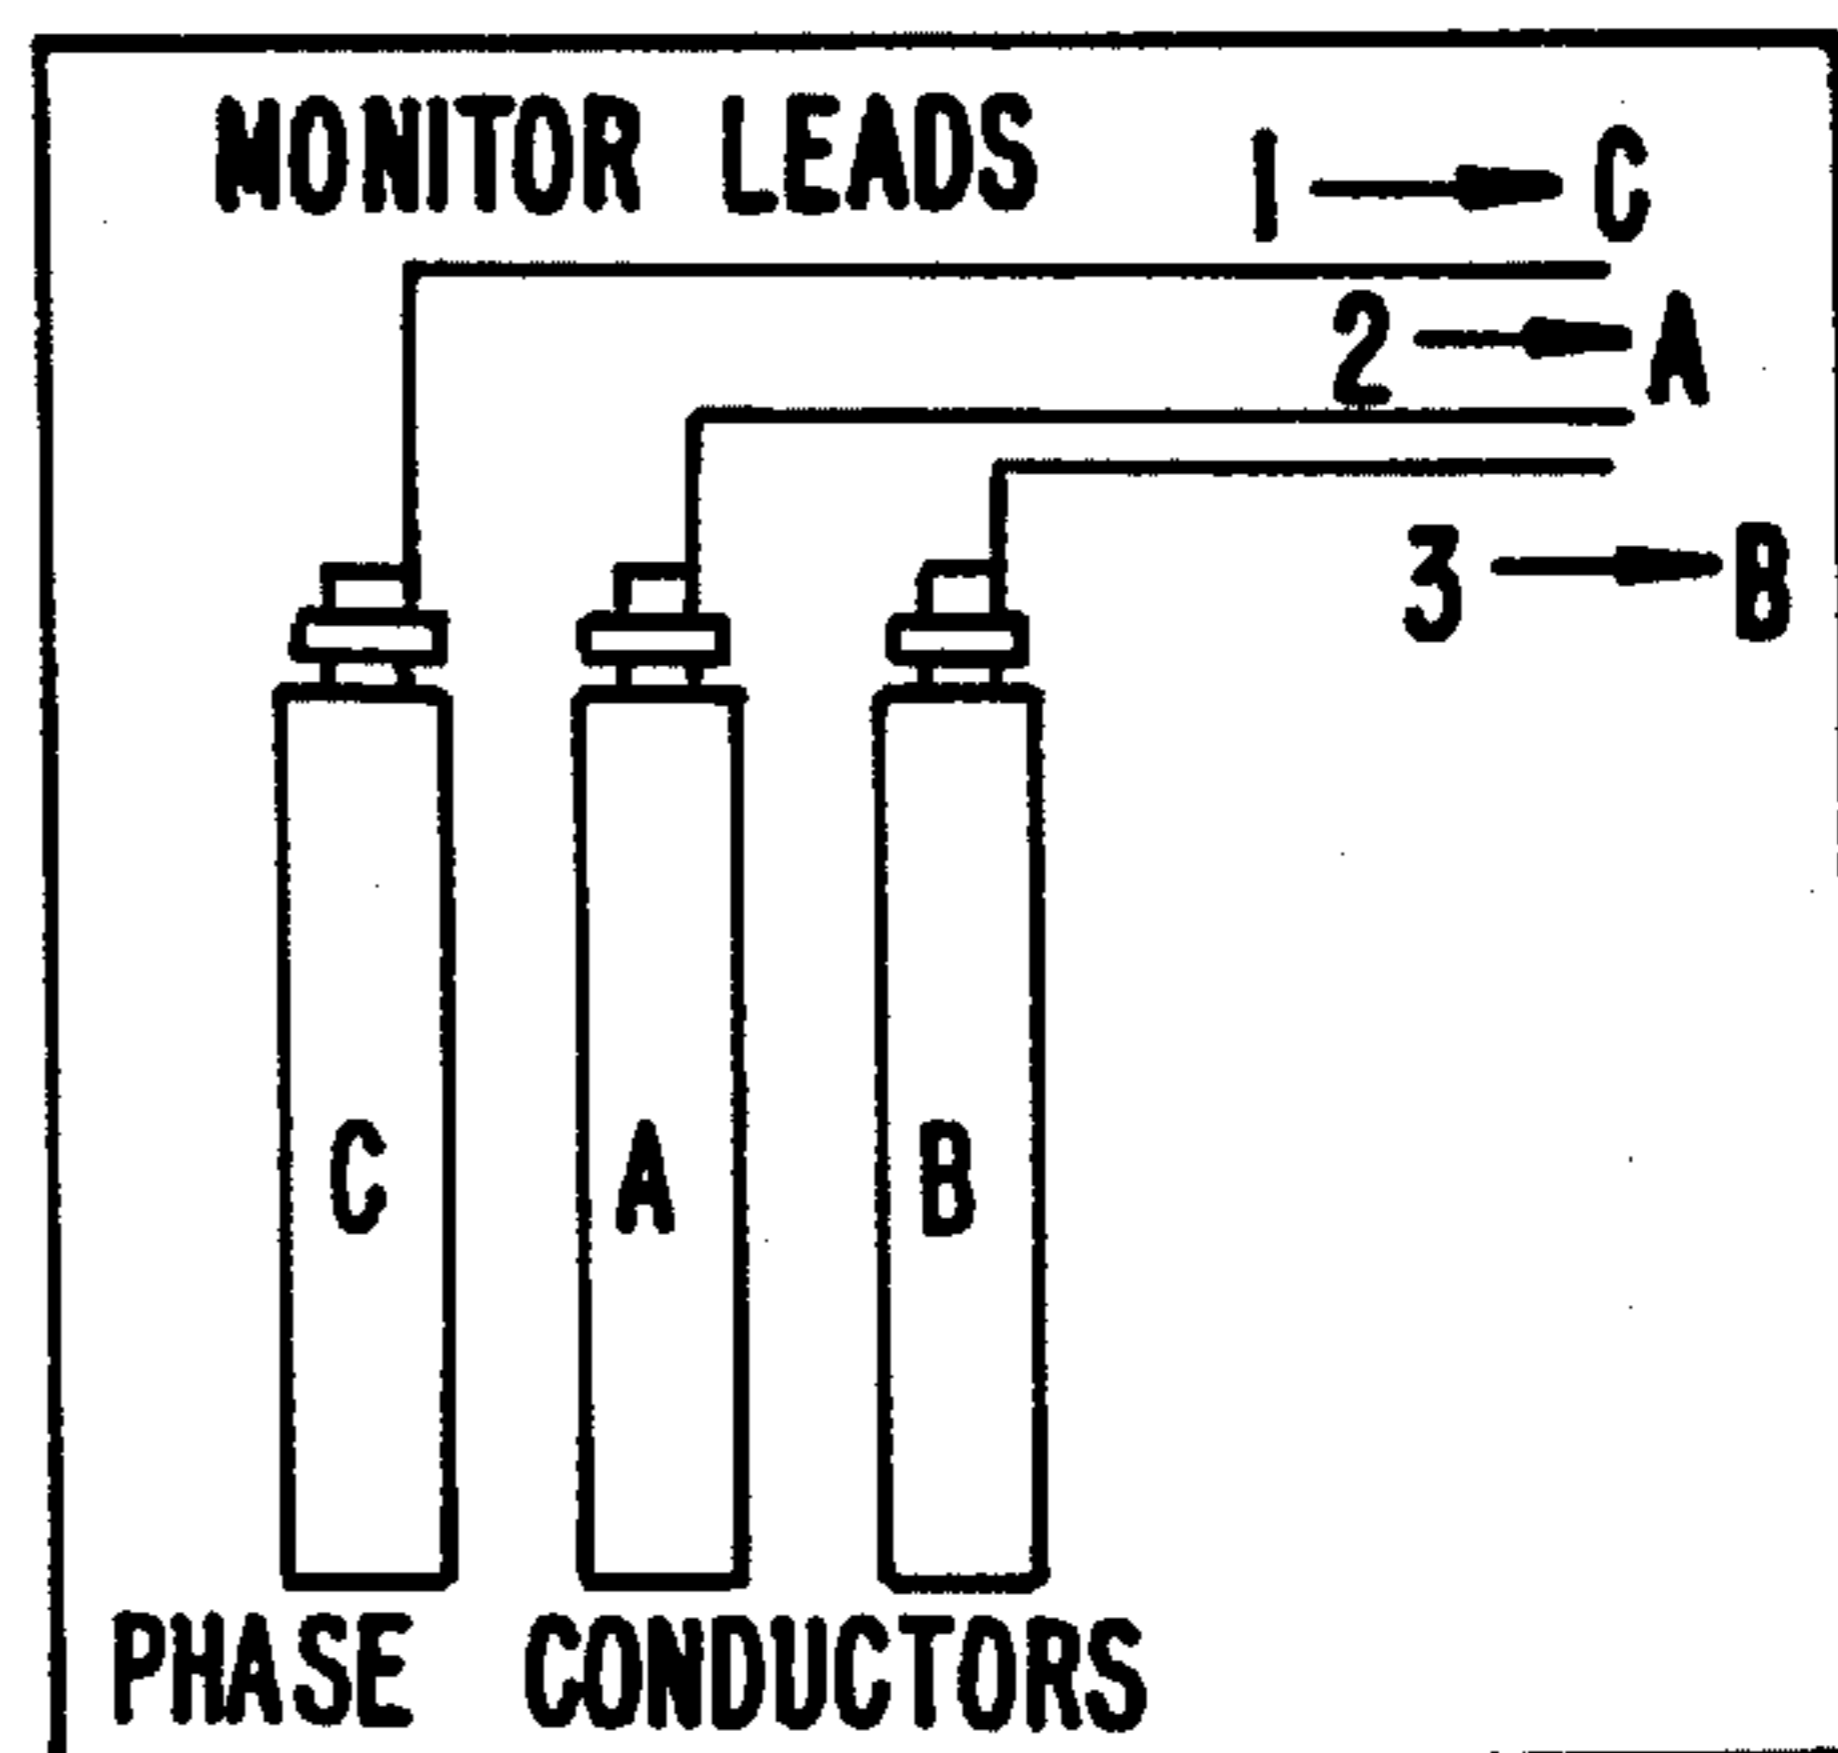 MONITOR LEADS
1 → C
2 → A
3 → B
C A B
PHASE CONDUCTORS